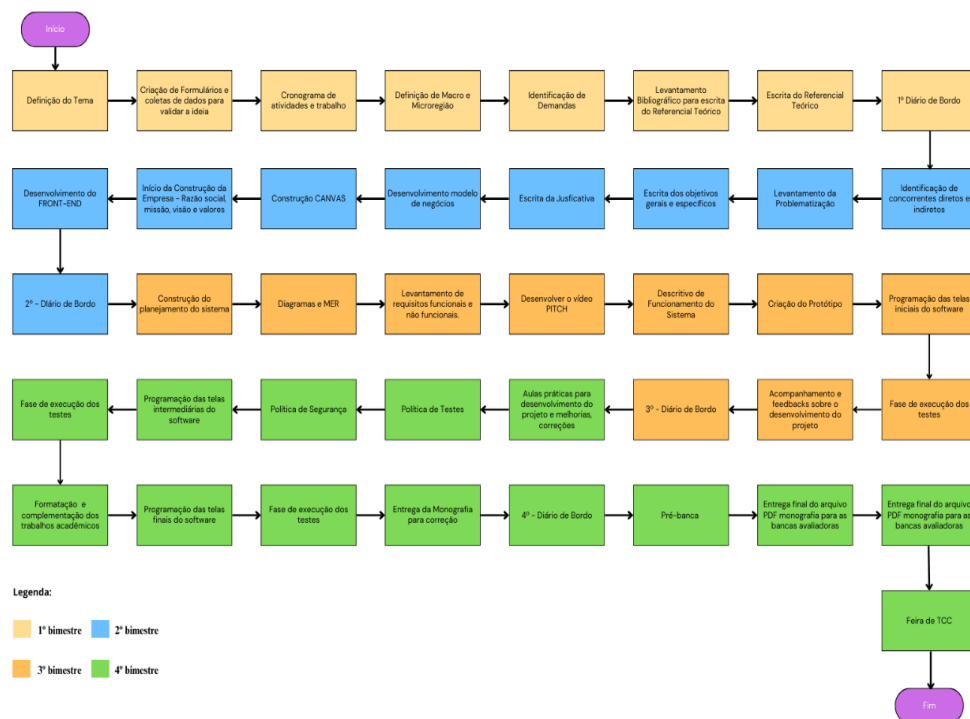 Início
Definição do Tema
Criação de Formulários e
coletas de dados para
validar a ideia
Cronograma de
atividades e trabalho
Definição de Macro e
Microregião
Identificação de
Demandas
Levantamento
Bibliográfico para escrita
do Referencial Teórico
Escrita do Referencial
Teórico
1º Diário de Bordo
Desenvolvimento do
FRONT-END
Início da Construção da
Empresa - Razão social,
missão, visão e valores
Construção CANVAS
Desenvolvimento modelo
de negócios
Escrita da Jusficativa
Escrita dos objetivos
gerais e específicos
Levantamento da
Problematização
Identificação de
concorrentes diretos e
indiretos
2º - Diário de Bordo
Construção do
planejamento do sistema
Diagramas e MER
Levantamento de
requisitos funcionais e
não funcionais.
Desenvolver o vídeo
PITCH
Descritivo de
Funcionamento do
Sistema
Criação do Protótipo
Programação das telas
iniciais do software
Fase de execução dos
testes
Programação das telas
intermediárias do
software
Política de Segurança
Política de Testes
Aulas práticas para
desenvolvimento do
projeto e melhorias,
correções
3º - Diário de Bordo
Acompanhamento e
feedbacks sobre o
desenvolvimento do
projeto
Fase de execução dos
testes
Formatação e
complementação dos
trabalhos acadêmicos
Programação das telas
finais do software
Fase de execução dos
testes
Entrega da Monografia
para correção
4º - Diário de Bordo
Pré-banca
Entrega final do arquivo
PDF monografia para as
bancas avaliadoras
Entrega final do arquivo
PDF monografia para as
bancas avaliadoras
Feira de TCC
Fim
Legenda:
1º bimestre
2º bimestre
3º bimestre
4º bimestre